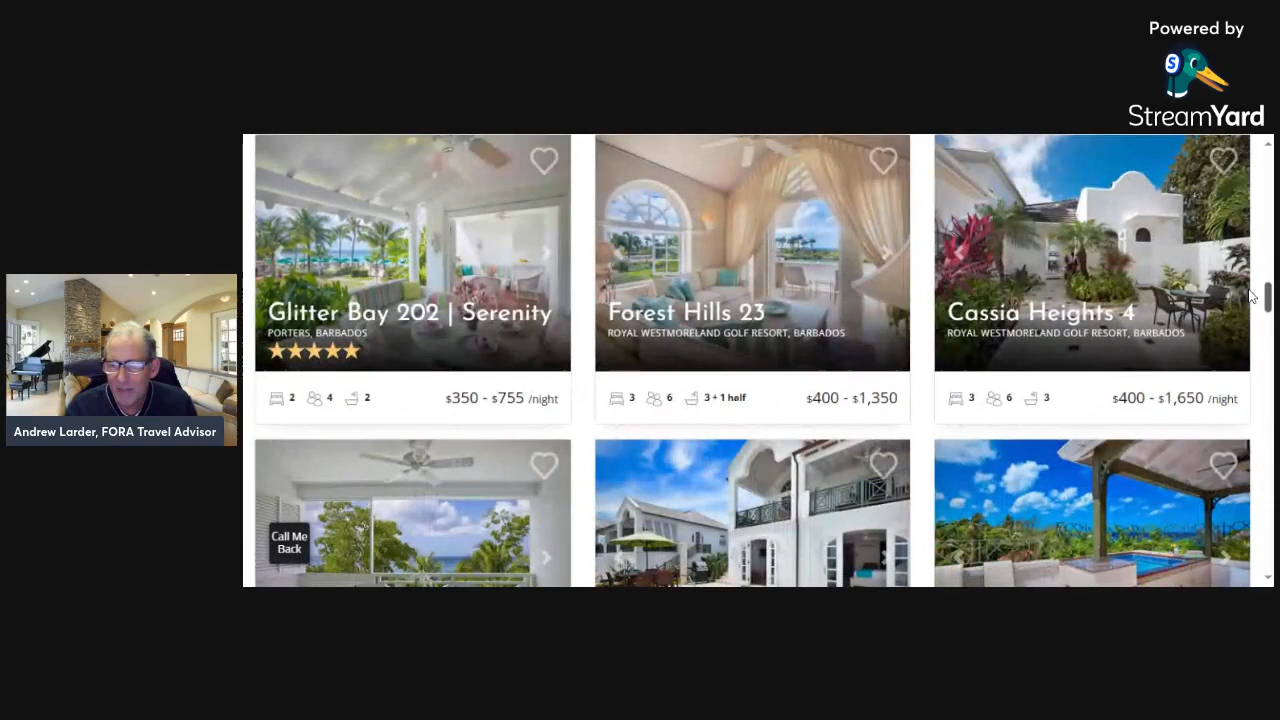 Powered by
StreamYard
Glitter Bay 202 | Serenity
PORTERS, BARBADOS
2 4 2 $350 - $755 /night
Forest Hills 23
ROYAL WESTMORELAND GOLF RESORT, BARBADOS
3 6 3 + 1 half $400 - $1,350
Cassia Heights 4
ROYAL WESTMORELAND GOLF RESORT, BARBADOS
3 6 3 $400 - $1,650 /night
Andrew Larder, FORA Travel Advisor
Call Me
Back